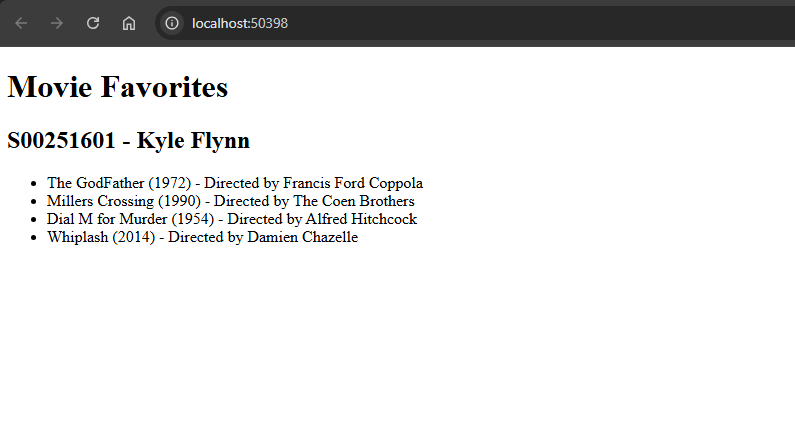 localhost:50398
Movie Favorites
S00251601 - Kyle Flynn
The GodFather (1972) - Directed by Francis Ford Coppola
Millers Crossing (1990) - Directed by The Coen Brothers
Dial M for Murder (1954) - Directed by Alfred Hitchcock
Whiplash (2014) - Directed by Damien Chazelle